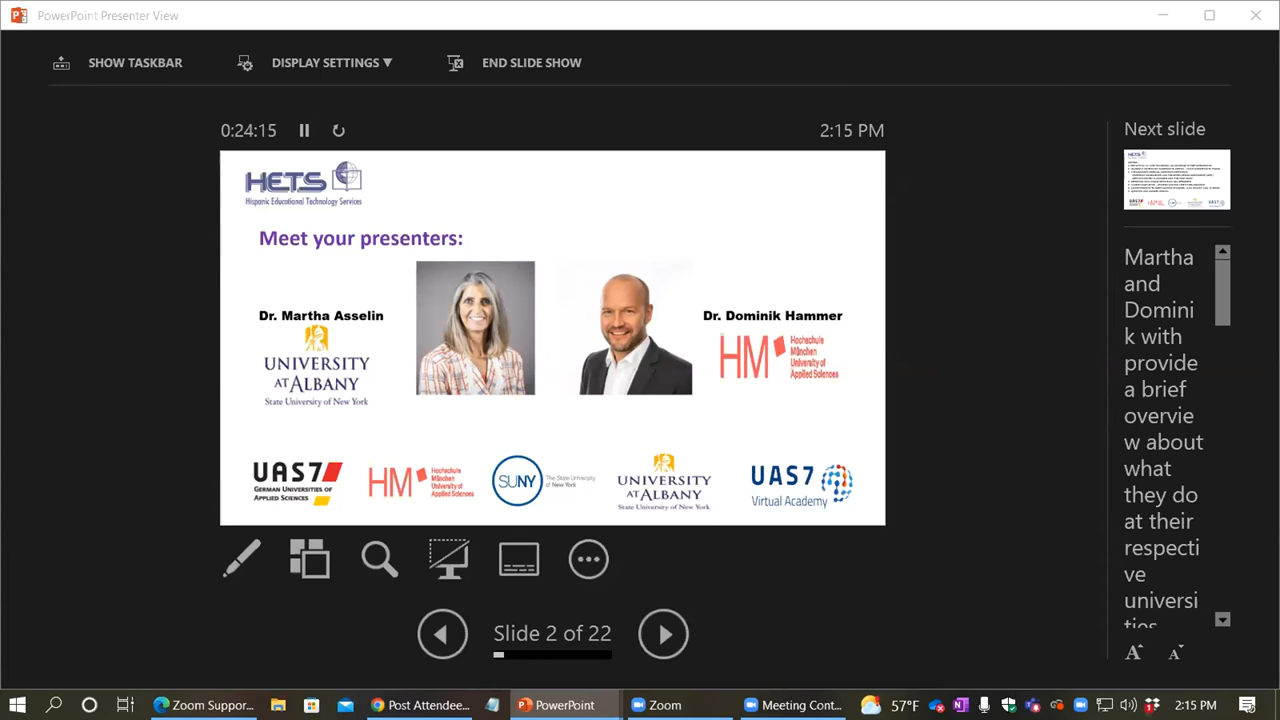 PowerPoint Presenter View
SHOW TASKBAR
DISPLAY SETTINGS ▼
END SLIDE SHOW
0:24:15
2:15 PM
HETS
Hispanic Educational Technology Services
Meet your presenters:
Dr. Martha Asselin
UNIVERSITY
AT ALBANY
State University of New York
Dr. Dominik Hammer
HM
Hochschule
München
University of
Applied Sciences
UAS7
GERMAN UNIVERSITIES OF
APPLIED SCIENCES
HM
Hochschule
München
University of
Applied Sciences
SUNY
The State University
of New York
UNIVERSITY
AT ALBANY
State University of New York
UAS7
Virtual Academy
Slide 2 of 22
Next slide
HETS
Martha
and
Domini
k with
provide
a brief
overvie
w about
what
they do
at their
respecti
ve
universi
ties
A
A
Zoom Suppor...
Post Attendee...
PowerPoint
Zoom
Meeting Cont...
57°F
2:15 PM